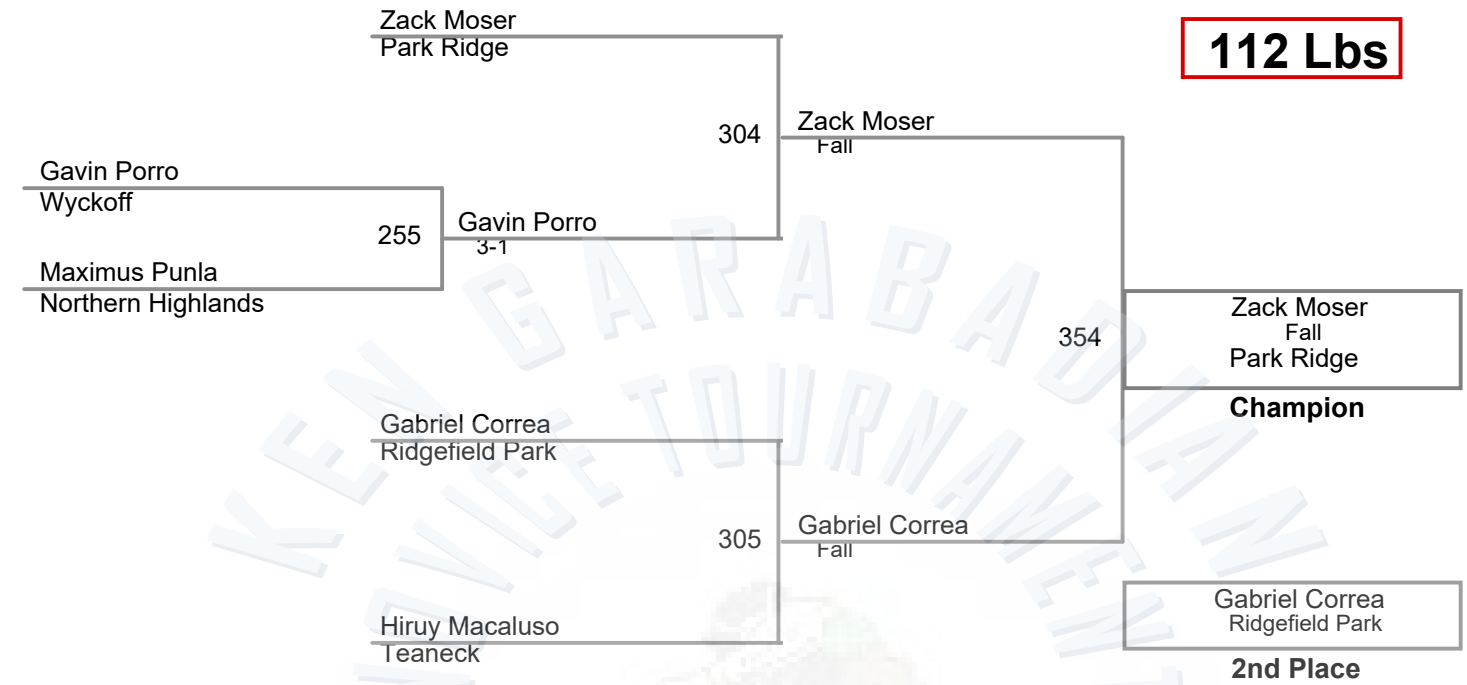 Zack Moser
Park Ridge
112 Lbs
304
Zack Moser
Fall
Gavin Porro
Wyckoff
255
Gavin Porro
3-1
Maximus Punla
Northern Highlands
354
Zack Moser
Fall
Park Ridge
Champion
Gabriel Correa
Ridgefield Park
305
Gabriel Correa
Fall
Hiruy Macaluso
Teaneck
Gabriel Correa
Ridgefield Park
2nd Place
KEN GARABADIAN
NOVICE TOURNAMENT